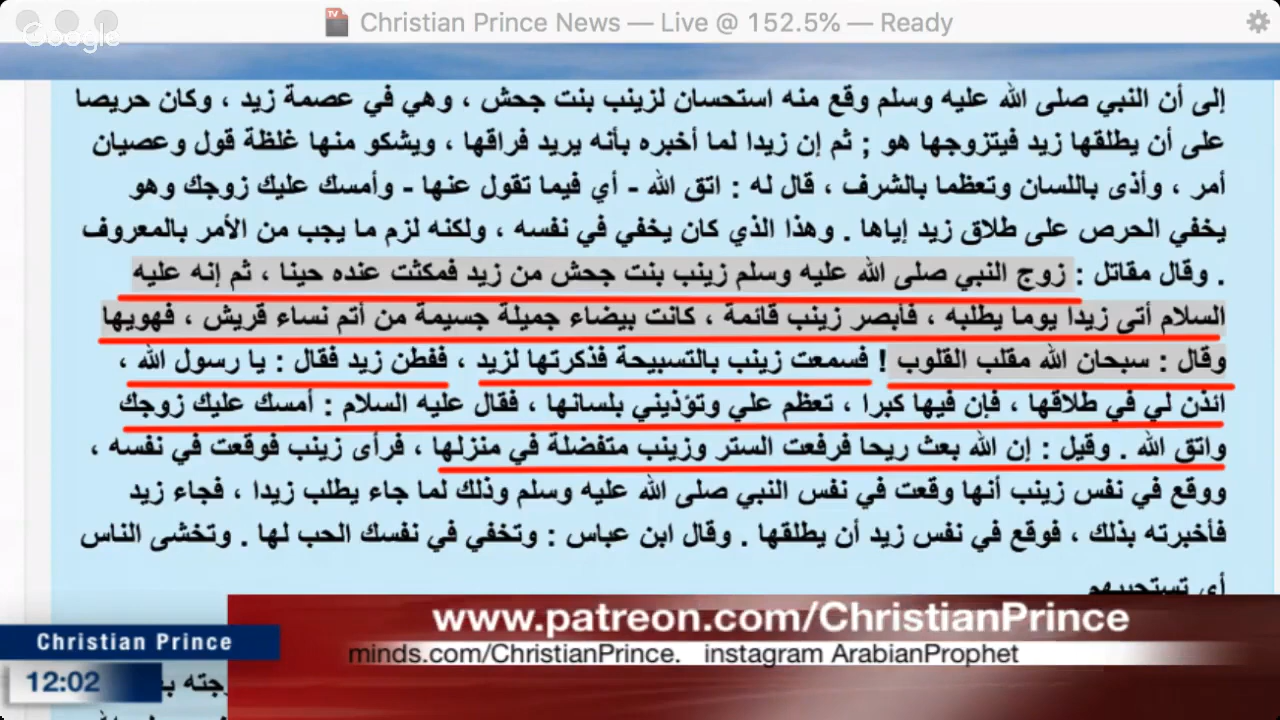 Christian Prince News — Live @ 152.5% — Ready
Google
إلى أن النبي صلى الله عليه وسلم وقع منه استحسان لزينب بنت جحش ، وهي في عصمة زيد ، وكان حريصا
على أن يطلقها زيد فيتزوجها هو ; ثم إن زيدا لما أخبره بأنه يريد فراقها ، ويشكو منها غلظة قول وعصيان
أمر ، وأذى باللسان وتعظما بالشرف ، قال له : اتق الله - أي فيما تقول عنها - وأمسك عليك زوجك وهو
يخفي الحرص على طلاق زيد إياها . وهذا الذي كان يخفي في نفسه ، ولكنه لزم ما يجب من الأمر بالمعروف
. وقال مقاتل : زوج النبي صلى الله عليه وسلم زينب بنت جحش من زيد فمكثت عنده حينا ، ثم إنه عليه
السلام أتى زيدا يوما يطلبه ، فأبصر زينب قائمة ، كانت بيضاء جميلة جسيمة من أتم نساء قريش ، فهويها
وقال : سبحان الله مقلب القلوب ! فسمعت زينب بالتسبيحة فذكرتها لزيد ، ففطن زيد فقال : يا رسول الله ،
ائذن لي في طلاقها ، فإن فيها كبرا ، تعظم علي وتؤذيني بلسانها ، فقال عليه السلام : أمسك عليك زوجك
واتق الله . وقيل : إن الله بعث ريحا فرفعت الستر وزينب متفضلة في منزلها ، فرأى زينب فوقعت في نفسه ،
ووقع في نفس زينب أنها وقعت في نفس النبي صلى الله عليه وسلم وذلك لما جاء يطلب زيدا ، فجاء زيد
فأخبرته بذلك ، فوقع في نفس زيد أن يطلقها . وقال ابن عباس : وتخفي في نفسك الحب لها . وتخشى الناس
أي تستحييهم
www.patreon.com/ChristianPrince
Christian Prince
minds.com/ChristianPrince. instagram ArabianProphet
12:02